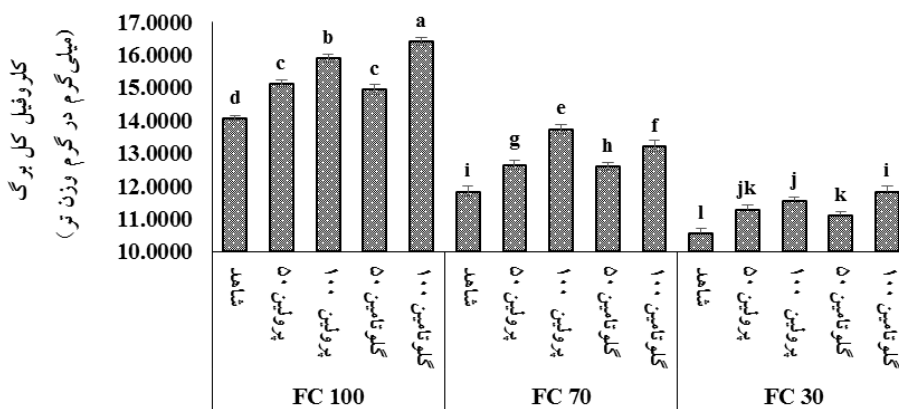 کلروفیل کل برگ
(میلی گرم در گرم وزن تر)
17.0000
16.0000
15.0000
14.0000
13.0000
12.0000
11.0000
10.0000
d
c
b
c
a
i
g
e
h
f
l
jk
j
k
i
شاهد
پرولین ۵۰
پرولین ۱۰۰
گلوتامین ۵۰
گلوتامین ۱۰۰
شاهد
پرولین ۵۰
پرولین ۱۰۰
گلوتامین ۵۰
گلوتامین ۱۰۰
شاهد
پرولین ۵۰
پرولین ۱۰۰
گلوتامین ۵۰
گلوتامین ۱۰۰
FC 100
FC 70
FC 30